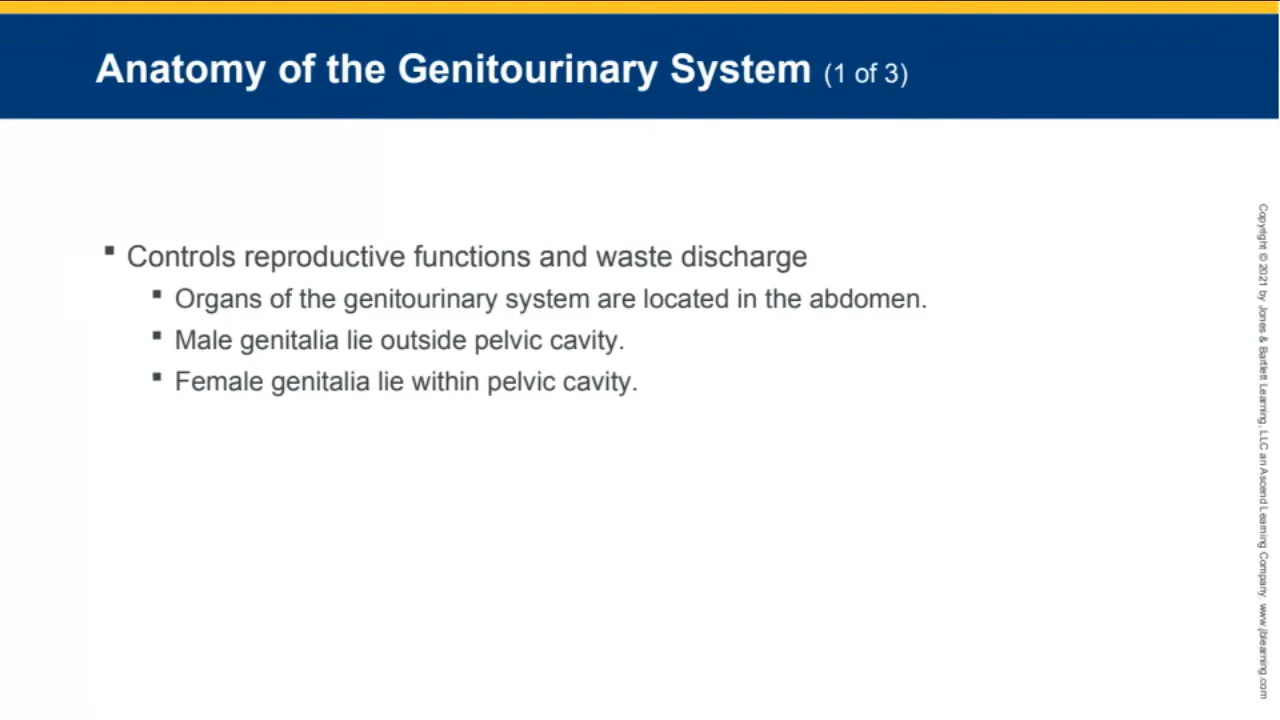 Anatomy of the Genitourinary System (1 of 3)
▪ Controls reproductive functions and waste discharge
▪ Organs of the genitourinary system are located in the abdomen.
▪ Male genitalia lie outside pelvic cavity.
▪ Female genitalia lie within pelvic cavity.
Copyright © 2021 by Jones & Bartlett Learning, LLC an Ascend Learning Company. www.jblearning.com